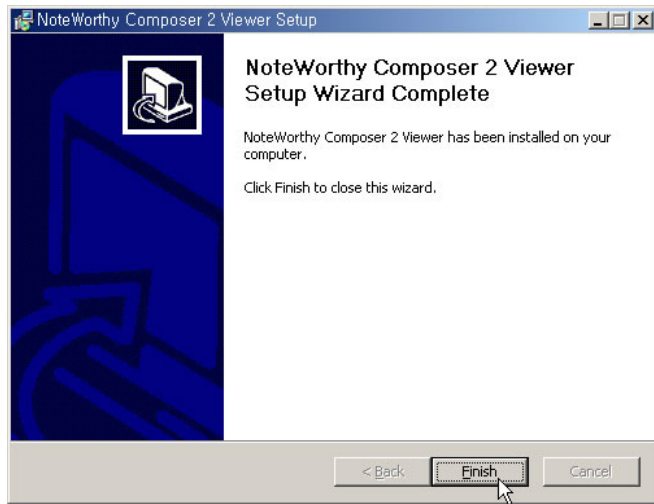 NoteWorthy Composer 2 Viewer Setup
NoteWorthy Composer 2 Viewer
Setup Wizard Complete
NoteWorthy Composer 2 Viewer has been installed on your
computer.
Click Finish to close this wizard.
< Back
Finish
Cancel